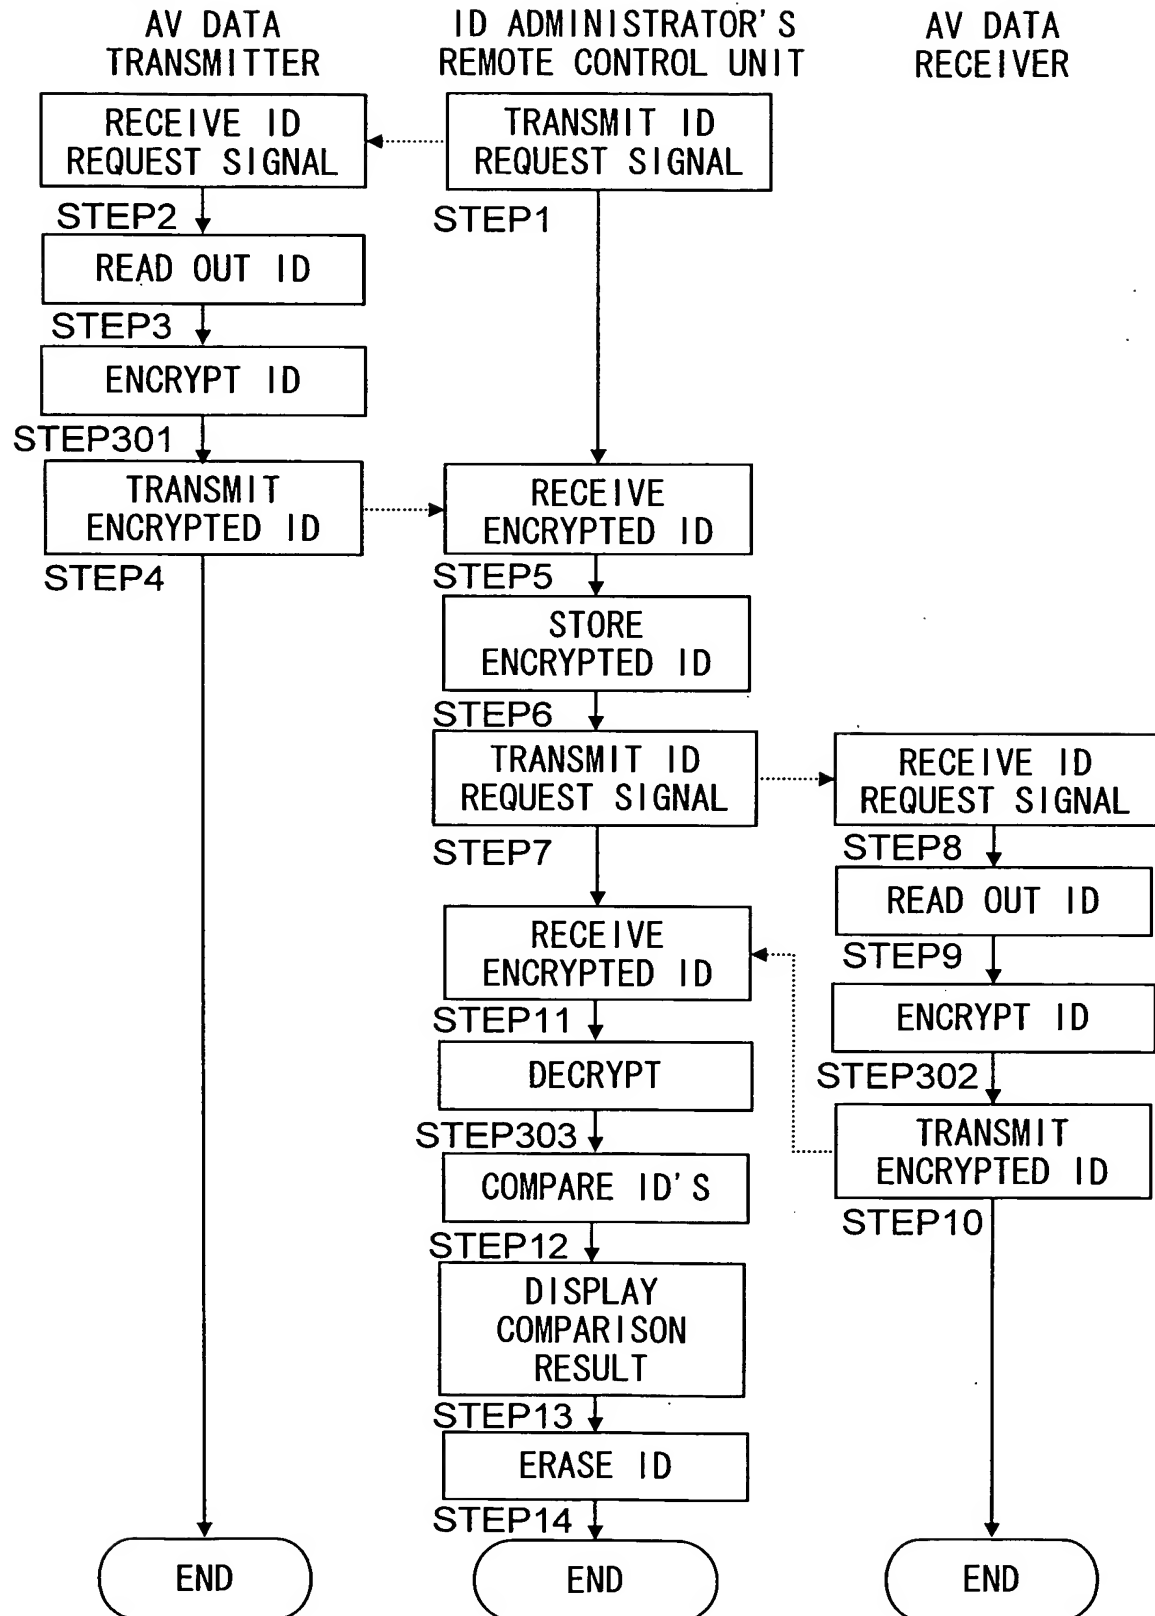 AV DATA
TRANSMITTER
ID ADMINISTRATOR'S
REMOTE CONTROL UNIT
AV DATA
RECEIVER
RECEIVE ID
REQUEST SIGNAL
TRANSMIT ID
REQUEST SIGNAL
STEP2
STEP1
READ OUT ID
STEP3
ENCRYPT ID
STEP301
TRANSMIT
ENCRYPTED ID
RECEIVE
ENCRYPTED ID
STEP4
STEP5
STORE
ENCRYPTED ID
STEP6
TRANSMIT ID
REQUEST SIGNAL
RECEIVE ID
REQUEST SIGNAL
STEP7
STEP8
READ OUT ID
RECEIVE
ENCRYPTED ID
STEP9
ENCRYPT ID
STEP11
DECRYPT
STEP302
TRANSMIT
ENCRYPTED ID
STEP303
COMPARE ID'S
STEP10
STEP12
DISPLAY
COMPARISON
RESULT
STEP13
ERASE ID
STEP14
END
END
END